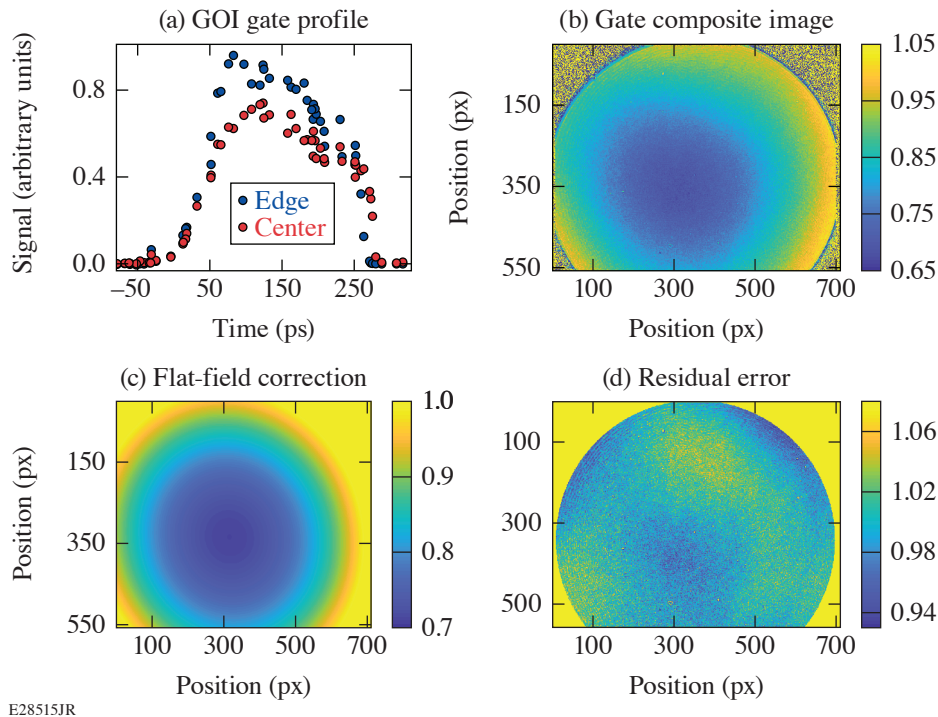 (a) GOI gate profile
Signal (arbitrary units)
0.8
0.4
0.0
Edge
Center
–50 50 150 250
Time (ps)
(b) Gate composite image
Position (px)
150
350
550
100 300 500 700
Position (px)
1.05
0.95
0.85
0.75
0.65
(c) Flat-field correction
Position (px)
150
350
550
100 300 500 700
Position (px)
1.0
0.9
0.8
0.7
(d) Residual error
100
300
500
100 300 500 700
Position (px)
1.06
1.02
0.98
0.94
E28515JR